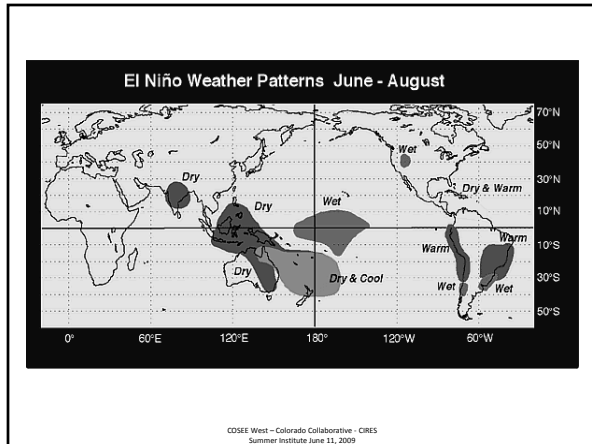 El Niño Weather Patterns June - August
70°N
Wet
50°N
Dry
30°N
Dry & Warm
Dry
Wet
10°N
Warm
Warm
10°S
Dry
Dry & Cool
30°S
Wet
Wet
50°S
0°
60°E
120°E
180°
120°W
60°W
COSEE West – Colorado Collaborative - CIRES
Summer Institute June 11, 2009